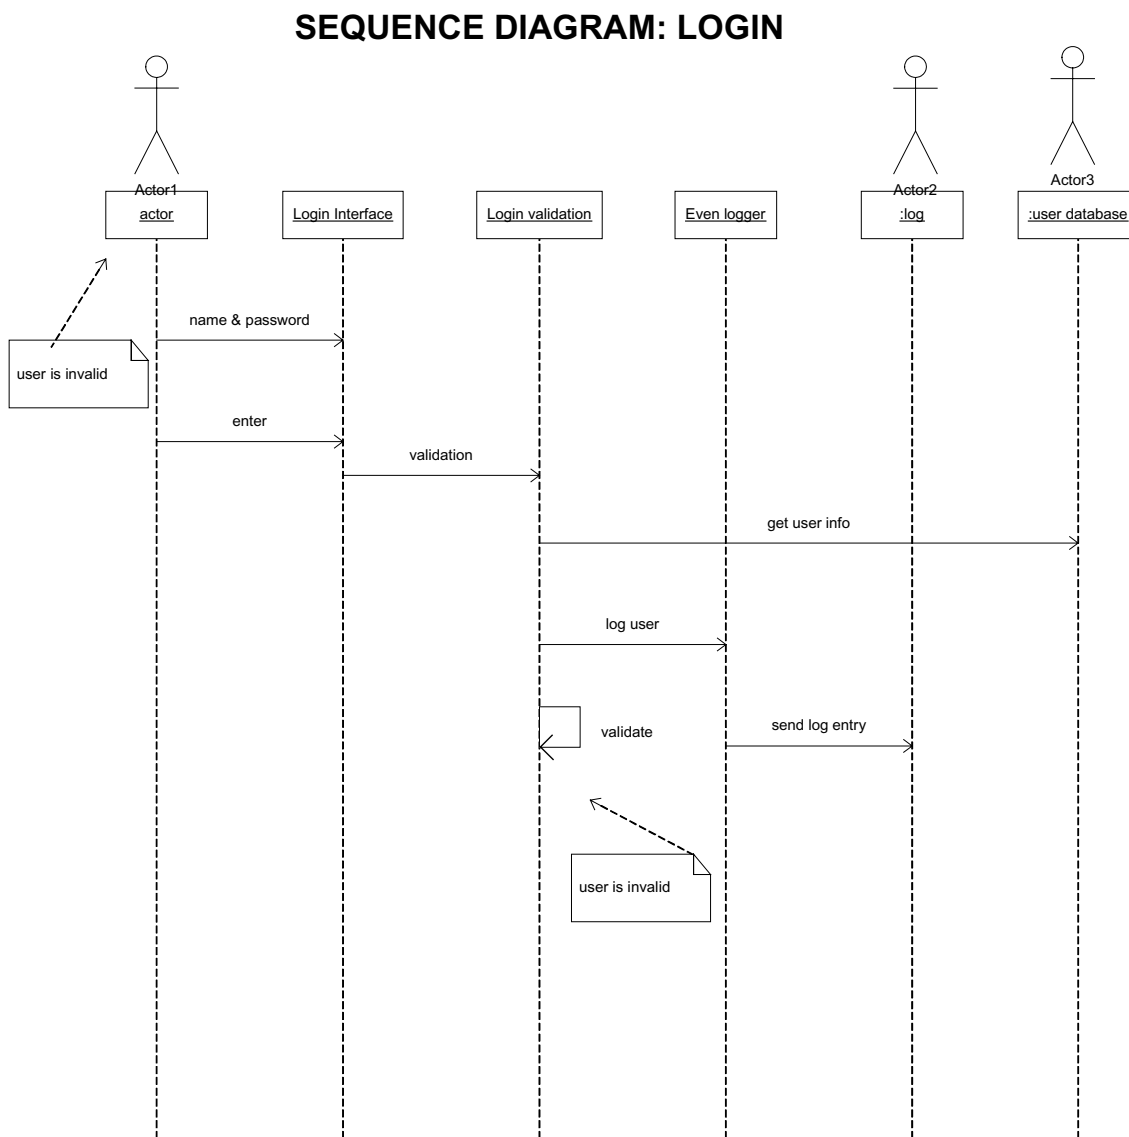 SEQUENCE DIAGRAM: LOGIN
Actor1
Actor2
Actor3
actor
Login Interface
Login validation
Even logger
:log
:user database
name & password
user is invalid
enter
validation
get user info
log user
validate
send log entry
user is invalid